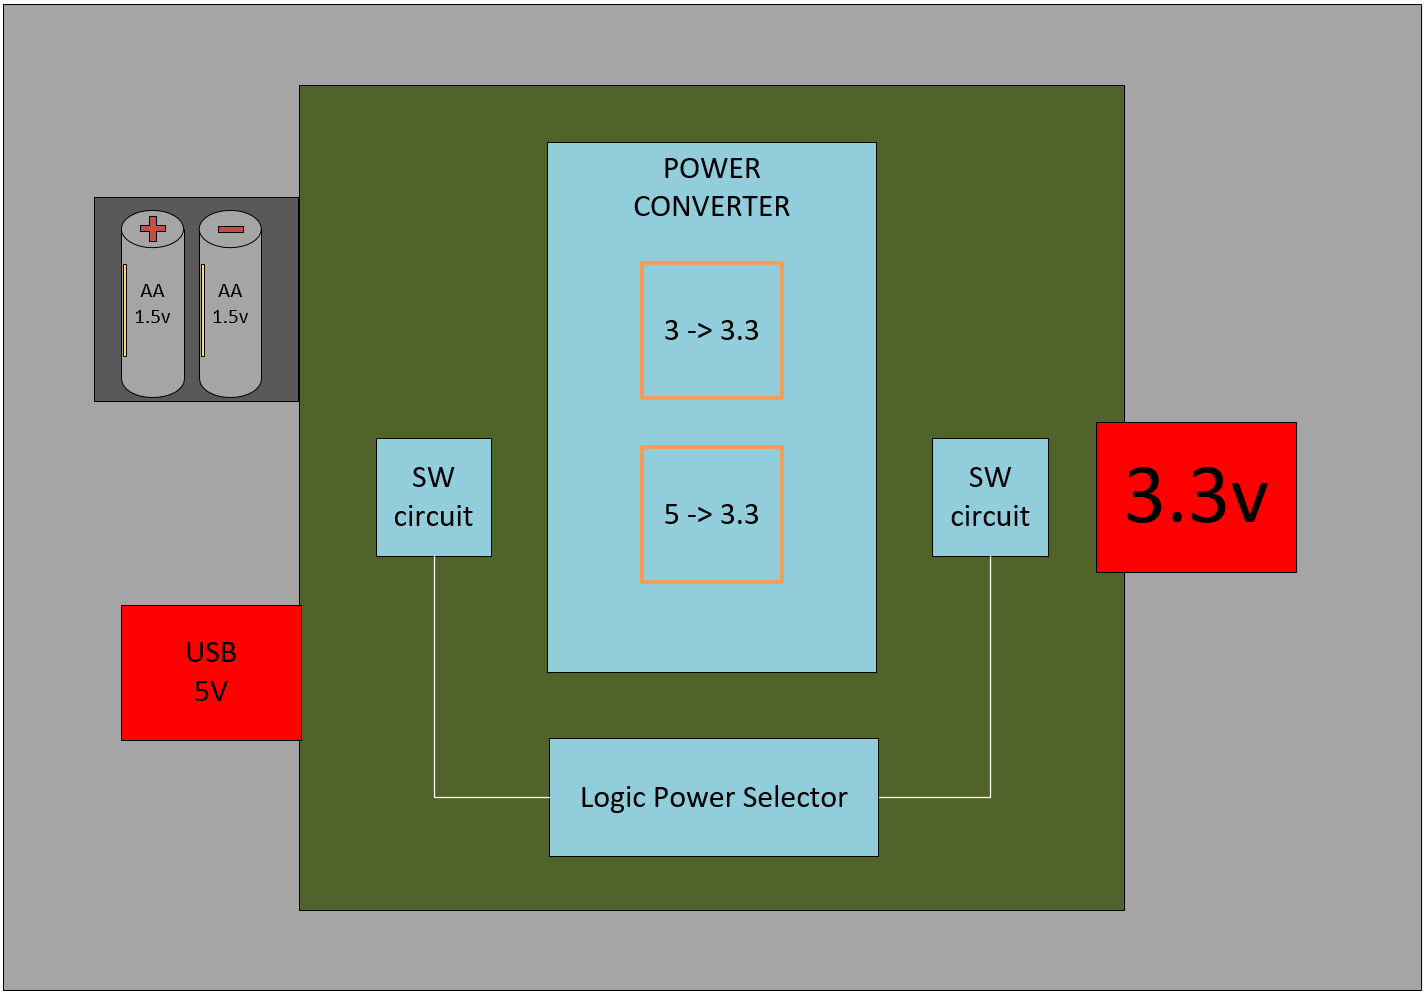 POWER
CONVERTER
AA
1.5v
AA
1.5v
3 -> 3.3
SW
circuit
5 -> 3.3
SW
circuit
3.3v
USB
5V
Logic Power Selector